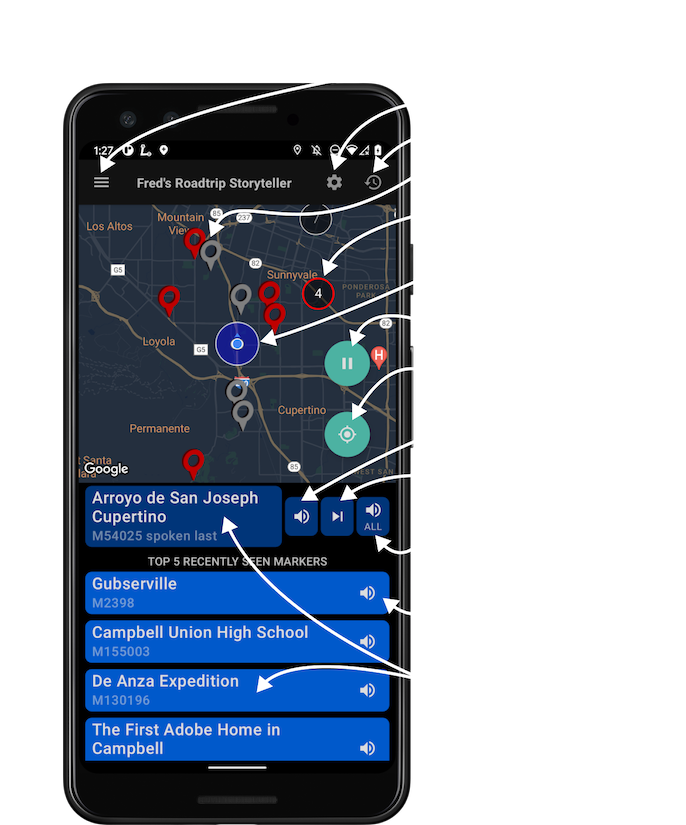 1:27
Fred's Roadtrip Storyteller
Mountain
View
85
237
Los Altos
82
G5
Sunnyvale
4
PONDEROSA
PARK
82
Loyola
G5
H
Cupertino
Permanente
Santa
85
WEST SAN
Google
Arroyo de San Joseph
Cupertino
M54025 spoken last
ALL
TOP 5 RECENTLY SEEN MARKERS
Gubserville
M2398
Campbell Union High School
M155003
De Anza Expedition
M130196
The First Adobe Home in
Campbell